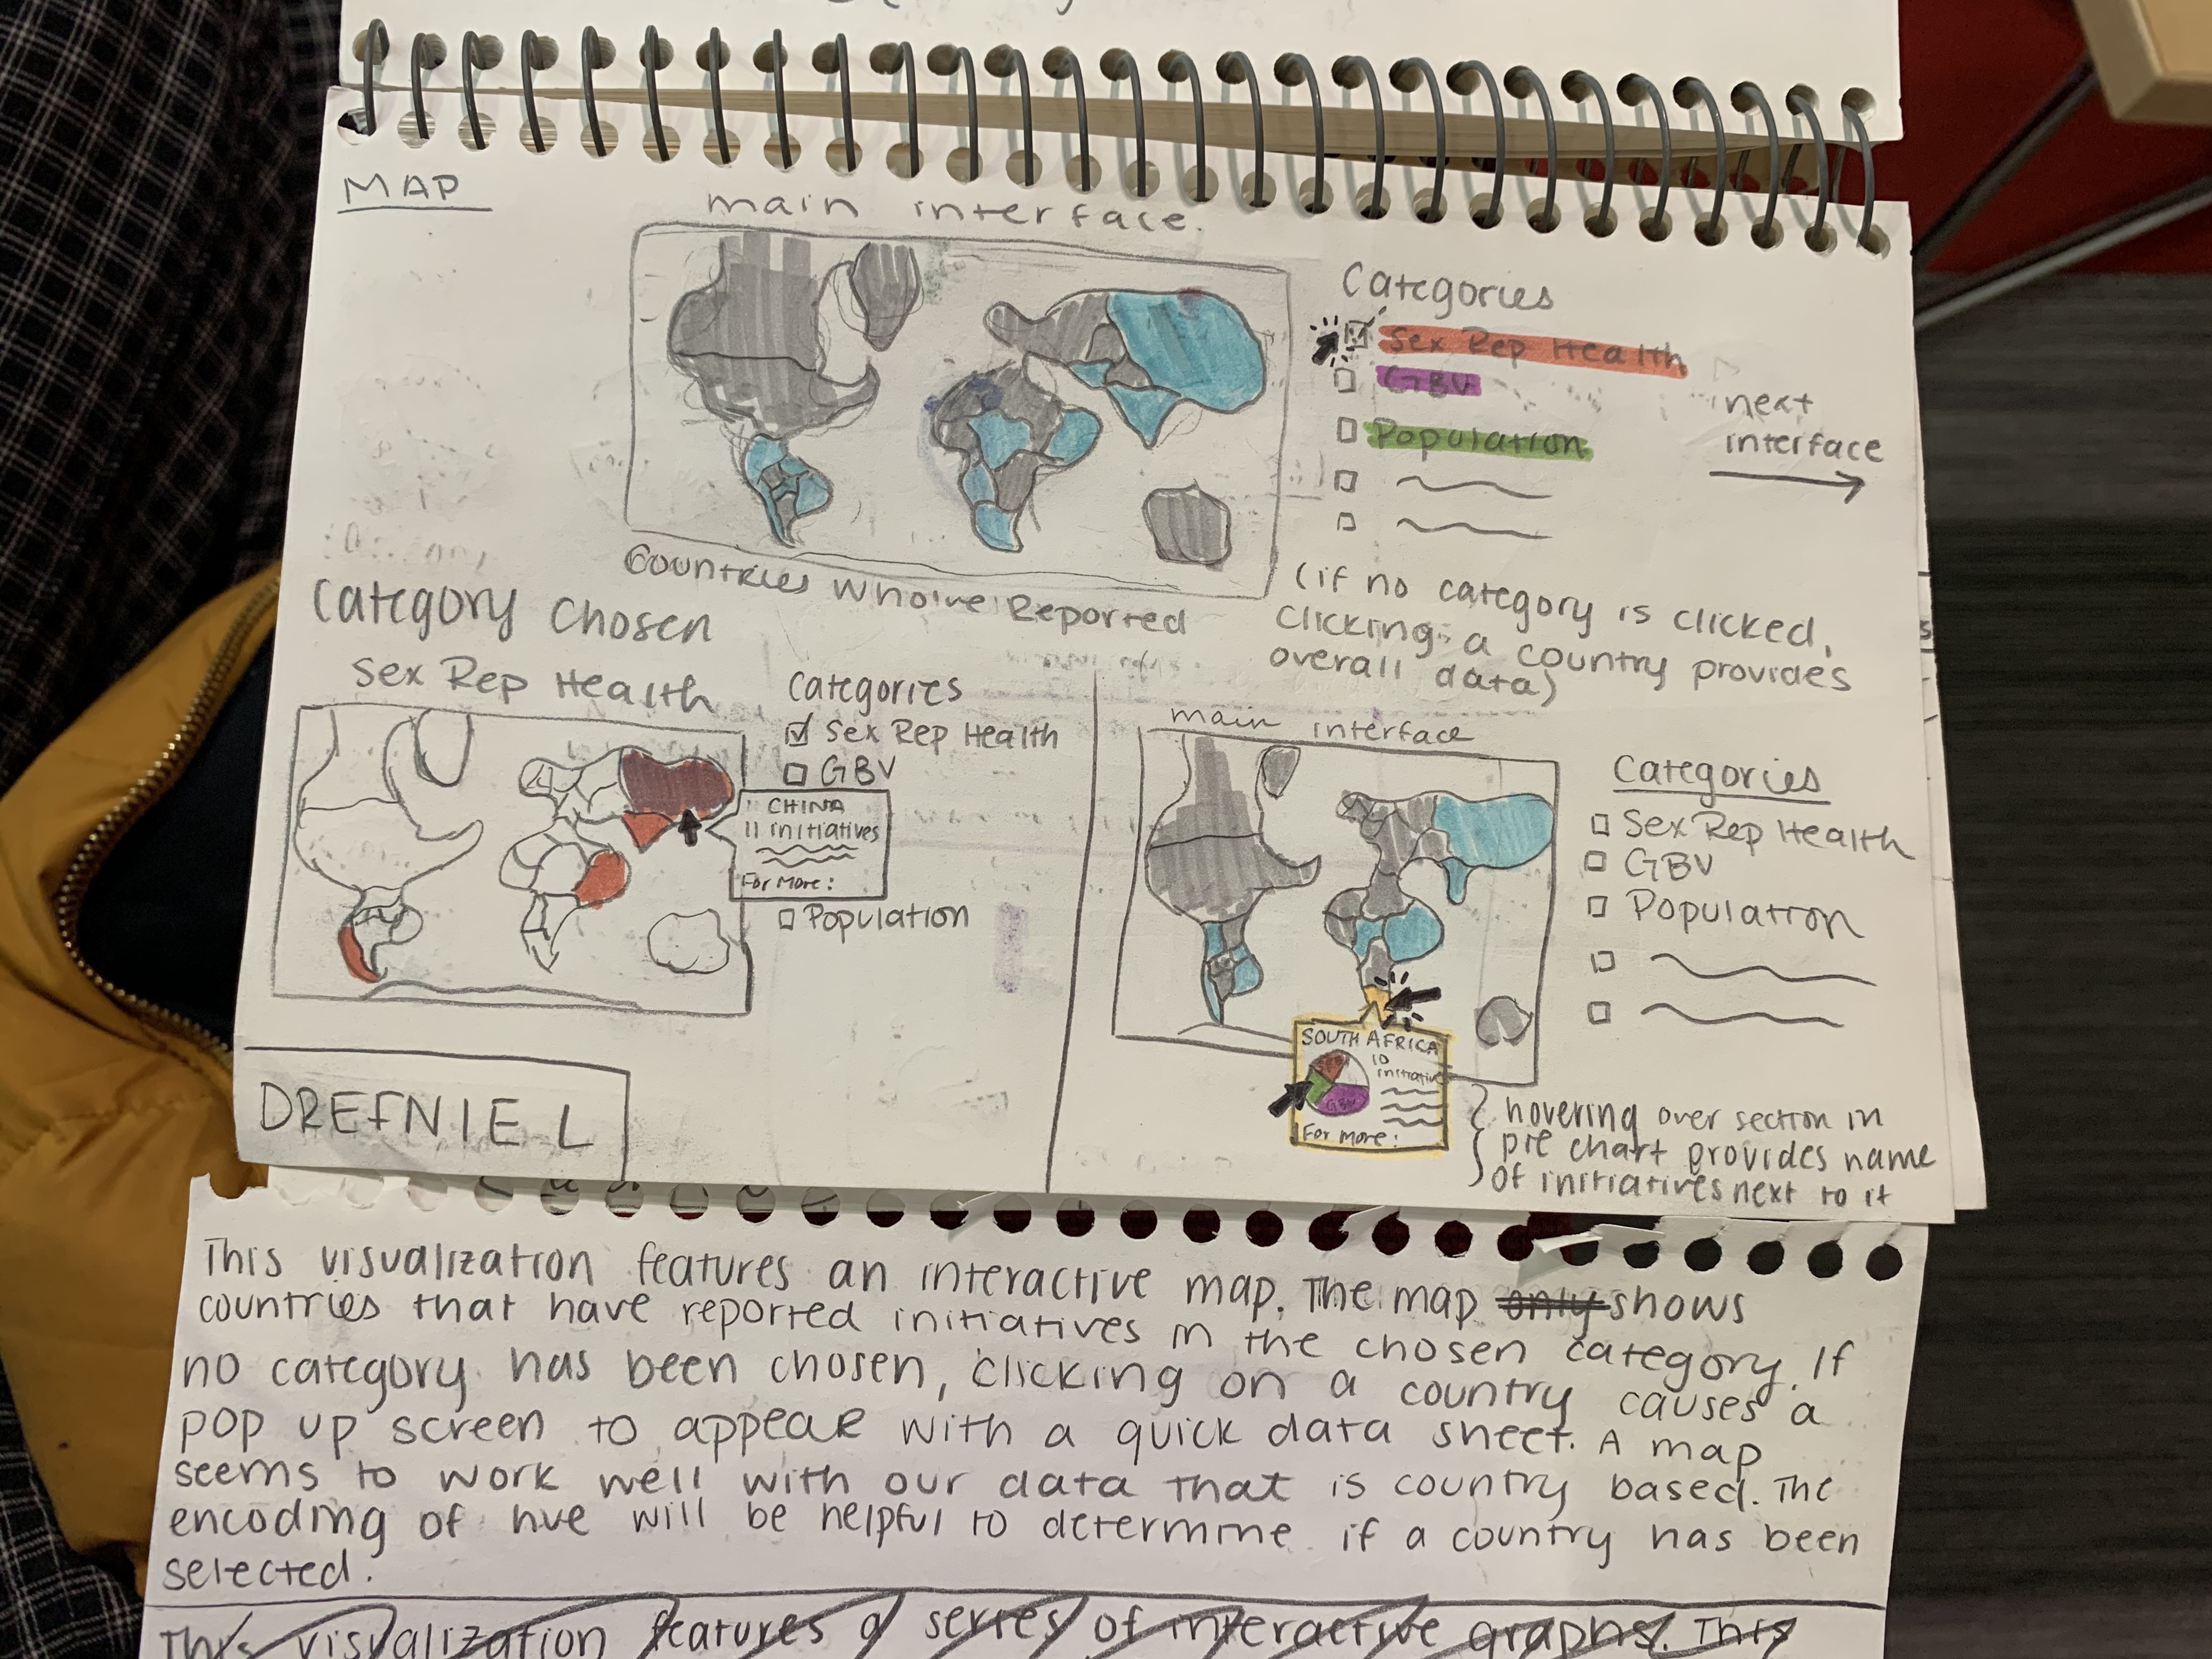 MAP
main interface.
Categories
Sex Rep Health
GBV
Population
next
interface
Countries Who've Reported
(if no category is clicked,
clicking a country provides
overall data)
Category Chosen
Sex Rep Health
Categories
Sex Rep Health
GBV
CHINA
11 initiatives
For More:
Population
main interface
Categories
Sex Rep Health
GBV
Population
SOUTH AFRICA
10
initiative
GBV
For More:
hovering over section in
pie chart provides name
of initiatives next to it
DREFNIE L
This visualization features an interactive map. The map only shows
countries that have reported initiatives in the chosen category. If
no category has been chosen, clicking on a country causes a
pop up screen to appear with a quick data sheet. A map
seems to work well with our data that is country based. The
encoding of hue will be helpful to determine if a country has been
selected.
This visualization features a series of interactive graphs. This